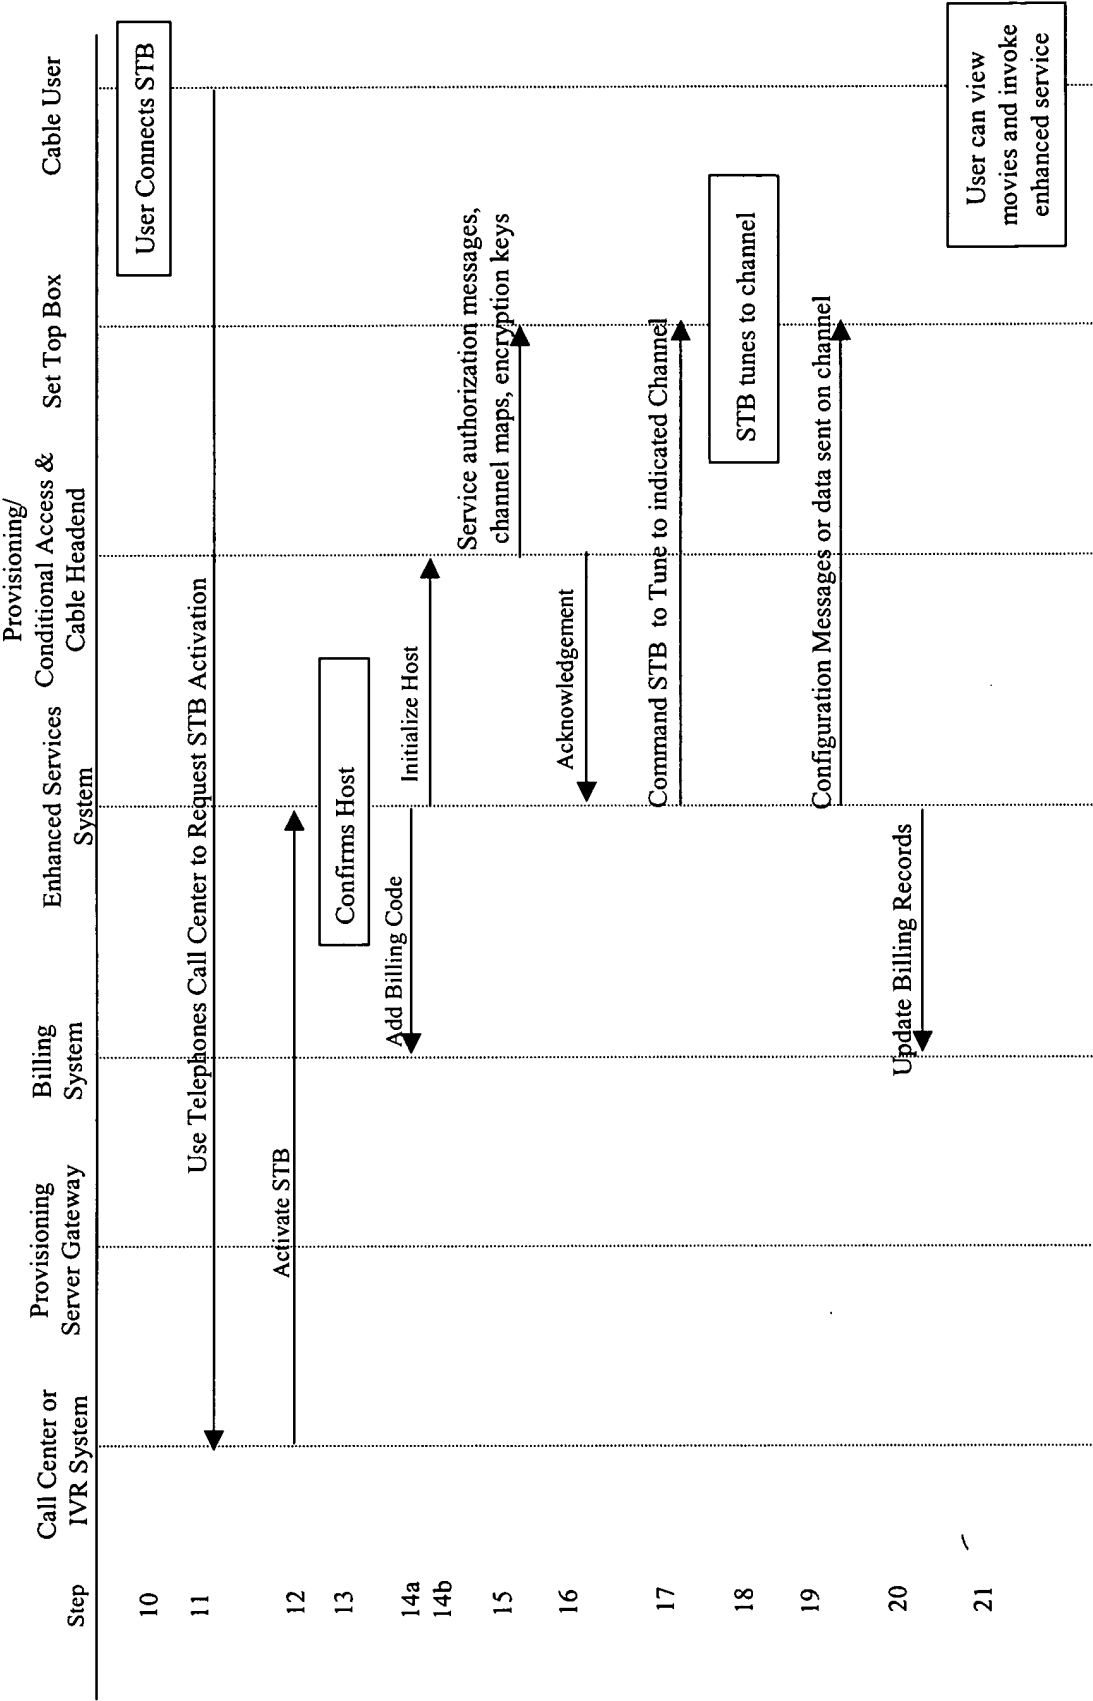 Step
Call Center or
IVR System
Provisioning
Server Gateway
Billing
System
Enhanced Services
System
Provisioning/
Conditional Access &
Cable Headend
Set Top Box
Cable User
10
User Connects STB
11
Use Telephones Call Center to Request STB Activation
12
Activate STB
13
Confirms Host
14a
Add Billing Code
14b
Initialize Host
15
Service authorization messages,
channel maps, encryption keys
16
Acknowledgement
17
Command STB to Tune to indicated Channel
18
STB tunes to channel
19
Configuration Messages or data sent on channel
20
Update Billing Records
21
User can view
movies and invoke
enhanced service